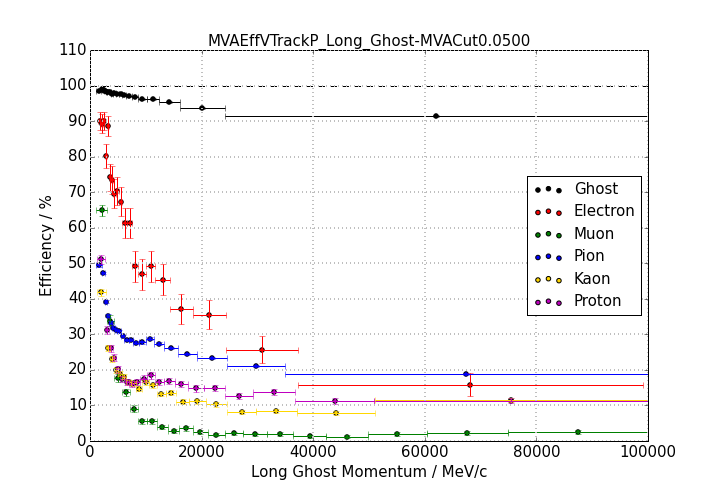 MVAEffVTrackP_Long_Ghost-MVACut0.0500
110
100
90
80
70
60
50
40
30
20
10
0
Efficiency / %
Ghost
Electron
Muon
Pion
Kaon
Proton
0 20000 40000 60000 80000 100000
Long Ghost Momentum / MeV/c